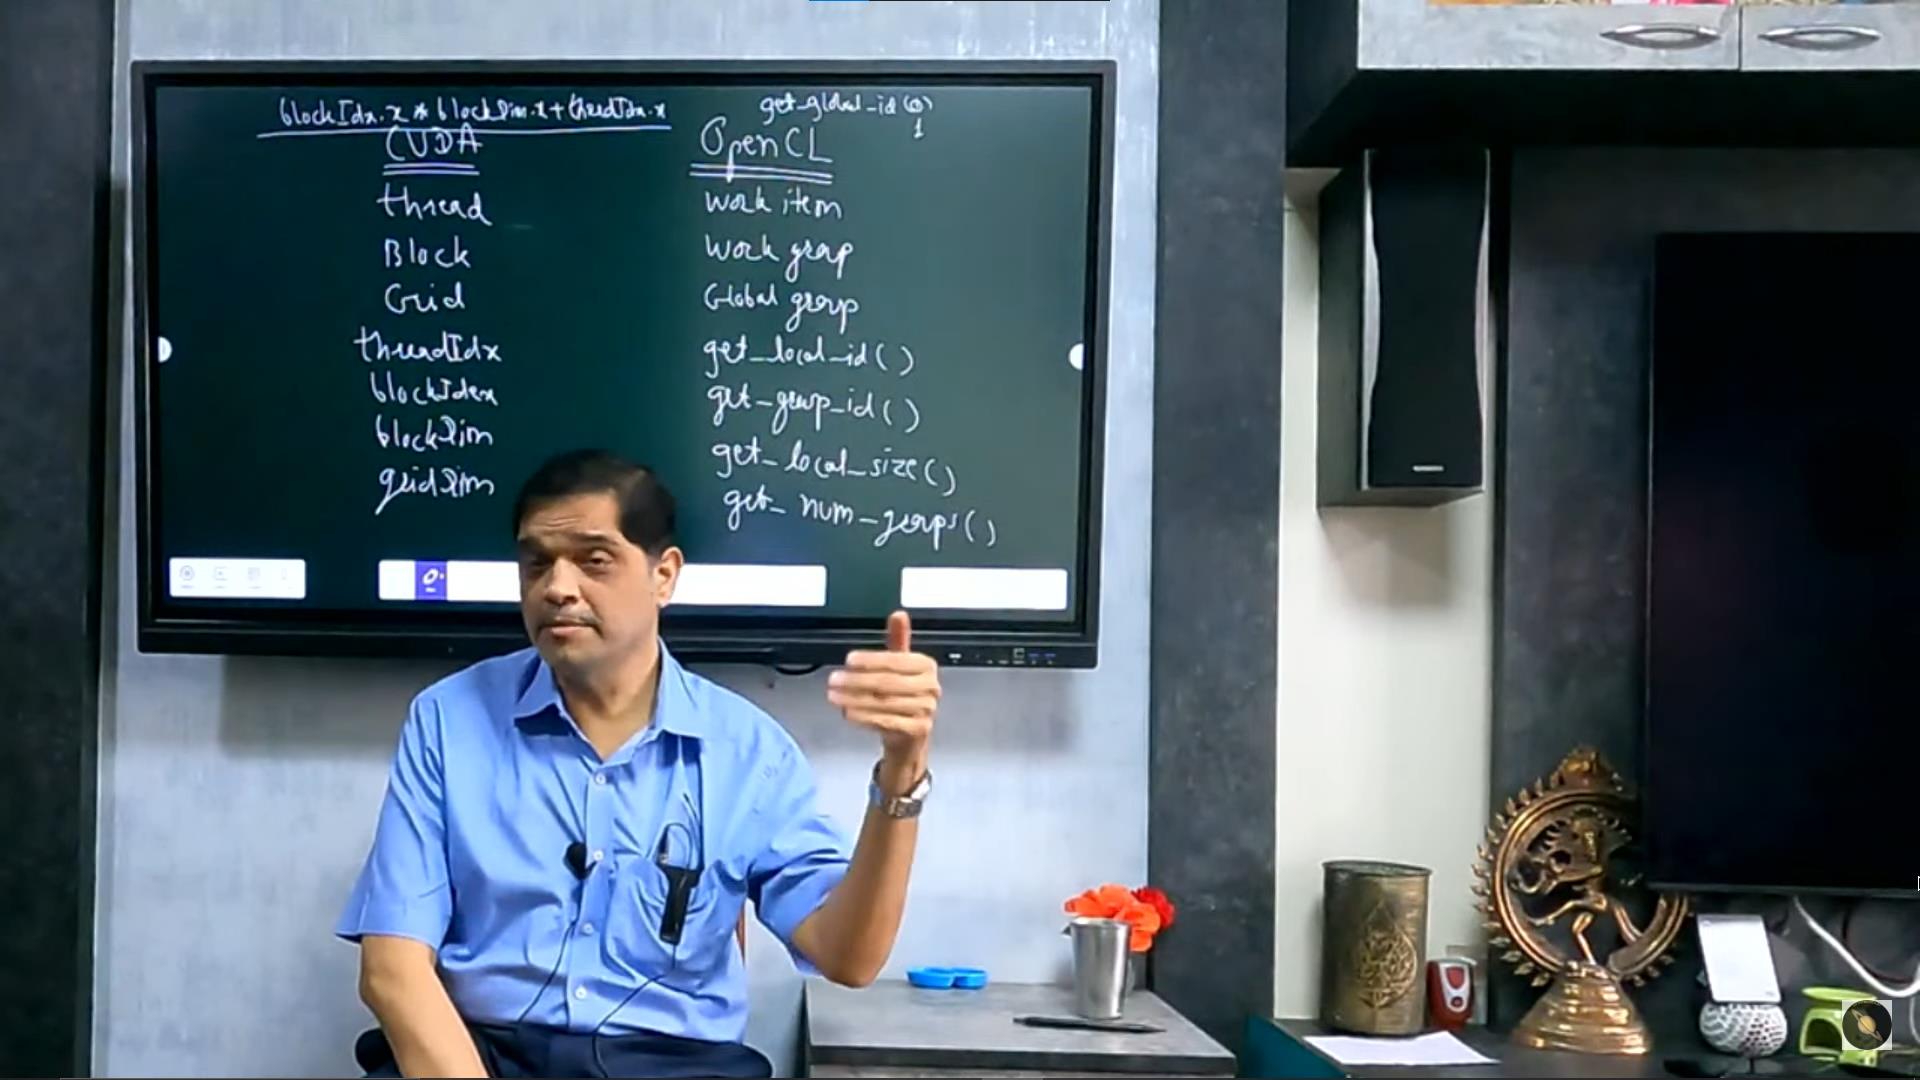 blockIdx.x * blockDim.x + threadIdx.x
get_global_id(0)
1
CUDA OpenCL
thread work item
Block work group
Grid Global group
threadIdx get_local_id()
blockIdex get_group_id()
blockDim get_local_size()
gridDim get_num_groups()